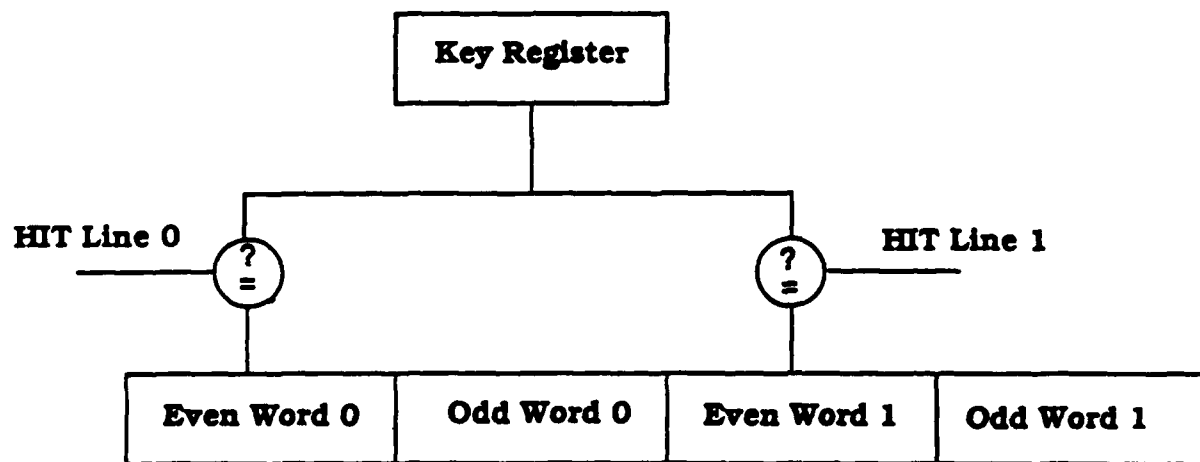 Key Register
HIT Line 0
HIT Line 1
?
=
?
=
Even Word 0
Odd Word 0
Even Word 1
Odd Word 1